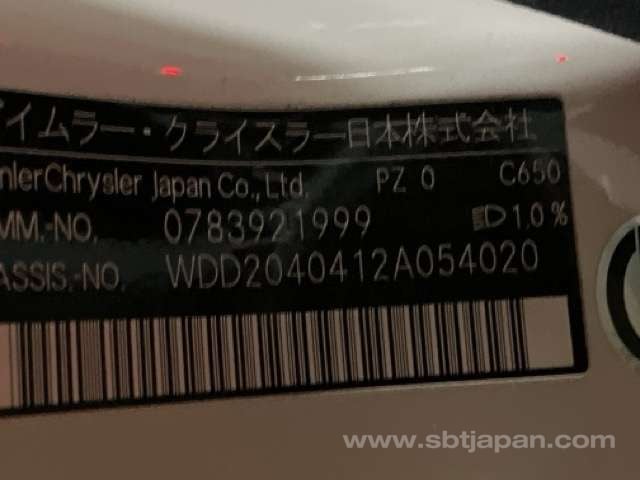 イムラー・クライスラー日本株式会社
nlerChrysler Japan Co., Ltd. PZ 0 C650
MM.-NO. 0783921999 1,0 %
ASSIS.-NO. WDD2040412A054020
www.sbtjapan.com